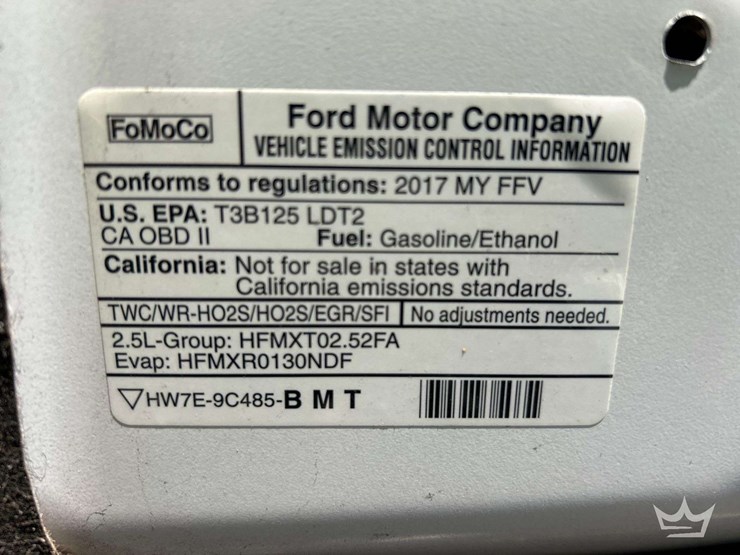 FoMoCo
Ford Motor Company
VEHICLE EMISSION CONTROL INFORMATION
Conforms to regulations: 2017 MY FFV
U.S. EPA: T3B125 LDT2
CA OBD II Fuel: Gasoline/Ethanol
California: Not for sale in states with
California emissions standards.
TWC/WR-HO2S/HO2S/EGR/SFI No adjustments needed.
2.5L-Group: HFMXT02.52FA
Evap: HFMXR0130NDF
HW7E-9C485-B M T